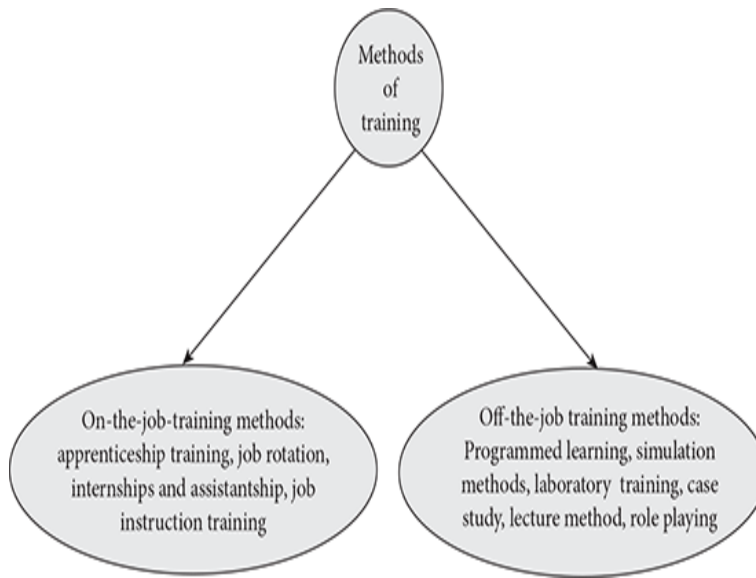 Methods
of
training
On-the-job-training methods:
apprenticeship training, job rotation,
internships and assistantship, job
instruction training
Off-the-job training methods:
Programmed learning, simulation
methods, laboratory training, case
study, lecture method, role playing